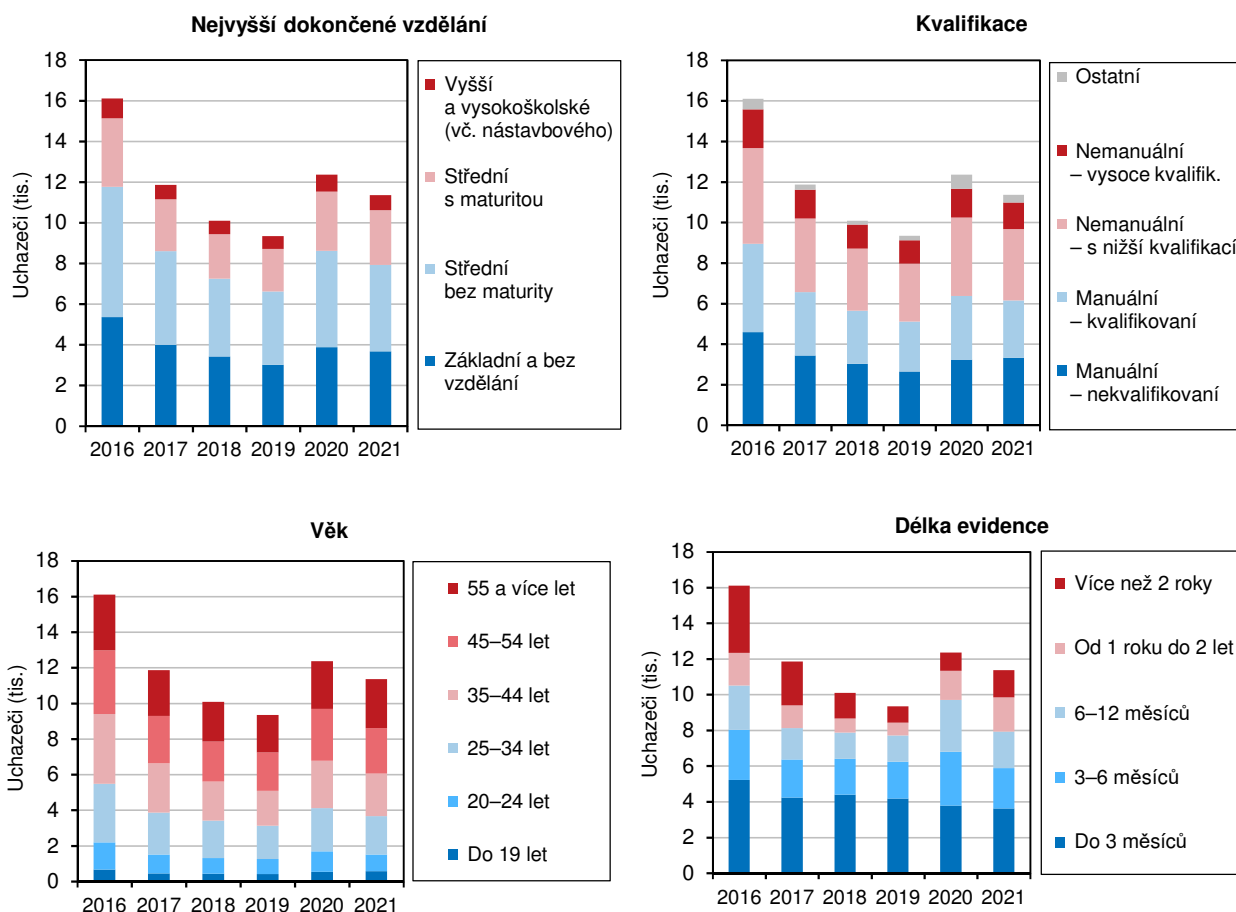 Nejvyšší dokončené vzdělání
Uchazeči (tis.)
18
16
14
12
10
8
6
4
2
0
2016 2017 2018 2019 2020 2021
Vyšší
a vysokoškolské
(vč. nástavbového)
Střední
s maturitou
Střední
bez maturity
Základní a bez
vzdělání
Kvalifikace
Uchazeči (tis.)
18
16
14
12
10
8
6
4
2
0
2016 2017 2018 2019 2020 2021
Ostatní
Nemanuální
– vysoce kvalifik.
Nemanuální
– s nižší kvalifikací
Manuální
– kvalifikovaní
Manuální
– nekvalifikovaní
Věk
Uchazeči (tis.)
18
16
14
12
10
8
6
4
2
0
2016 2017 2018 2019 2020 2021
55 a více let
45–54 let
35–44 let
25–34 let
20–24 let
Do 19 let
Délka evidence
Uchazeči (tis.)
18
16
14
12
10
8
6
4
2
0
2016 2017 2018 2019 2020 2021
Více než 2 roky
Od 1 roku do 2 let
6–12 měsíců
3–6 měsíců
Do 3 měsíců